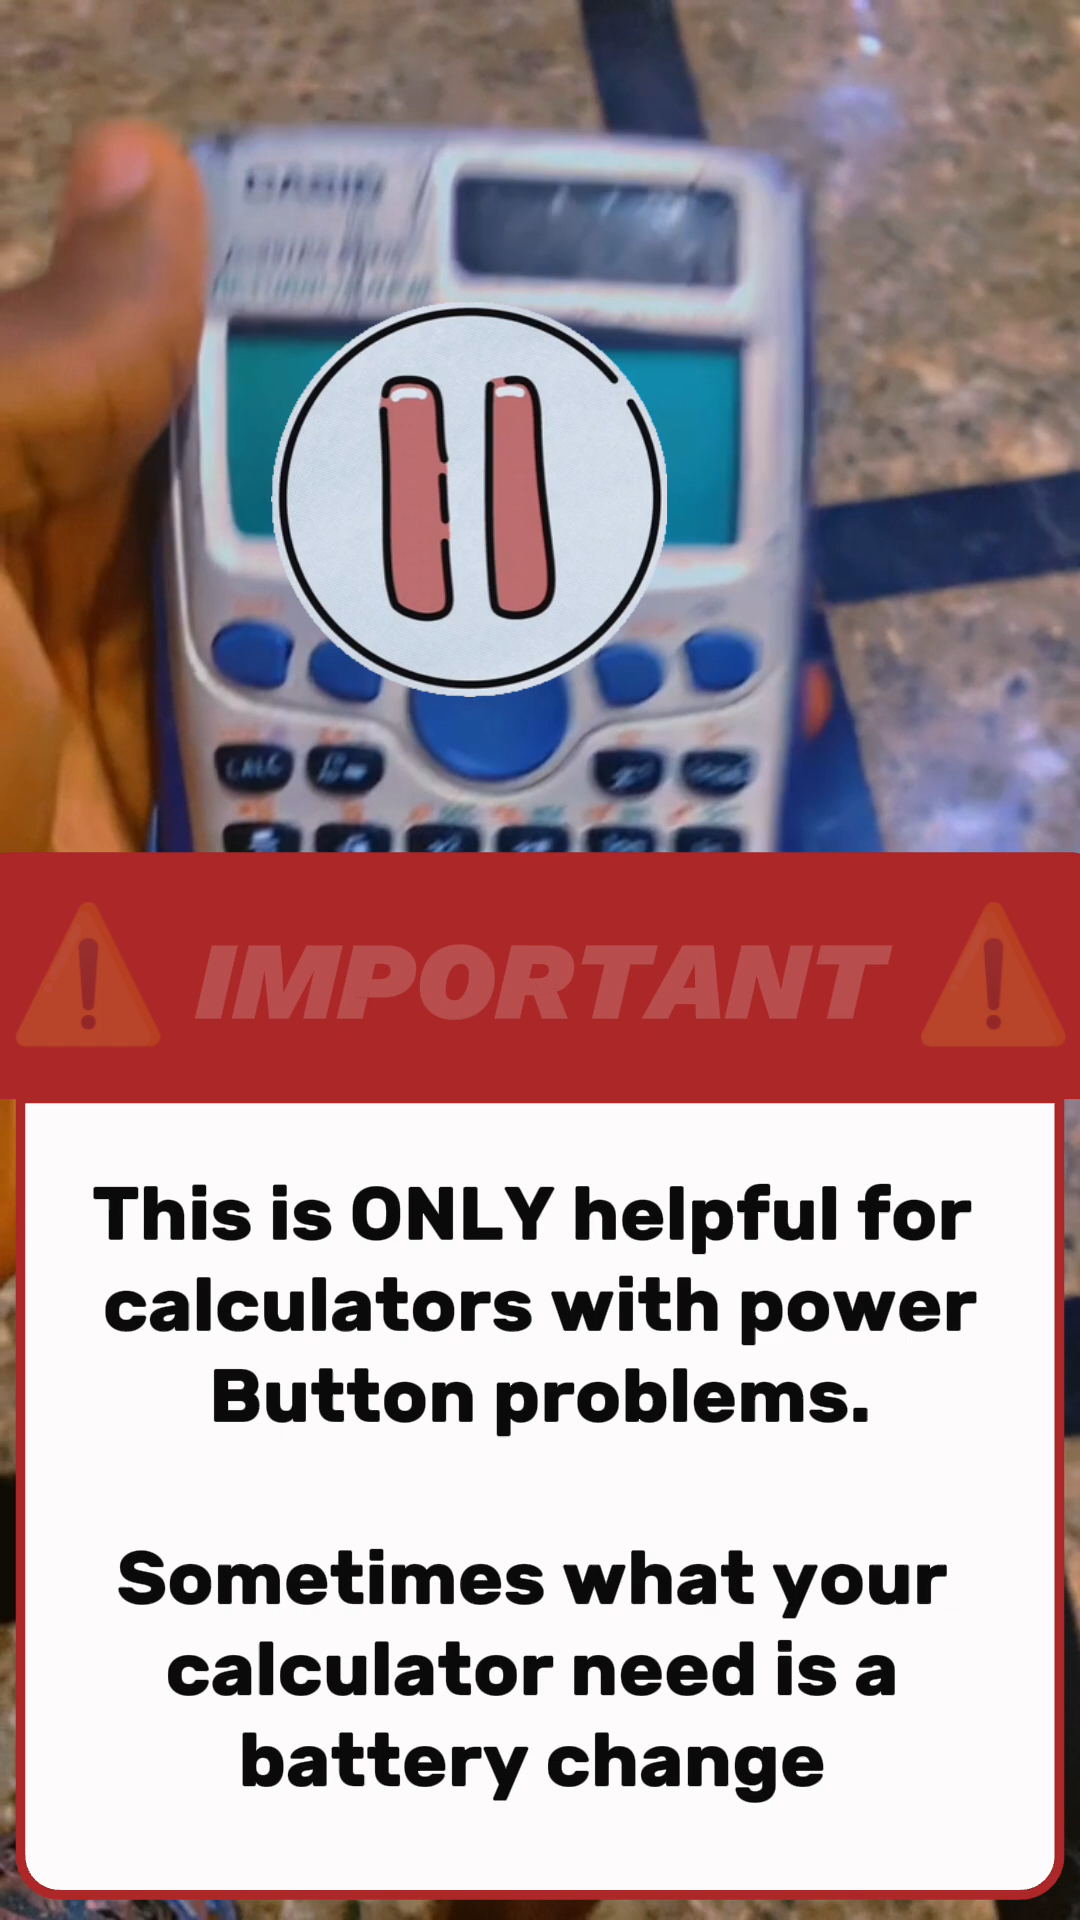 CASIO
CALC
IMPORTANT
This is ONLY helpful for
calculators with power
Button problems.
Sometimes what your
calculator need is a
battery change